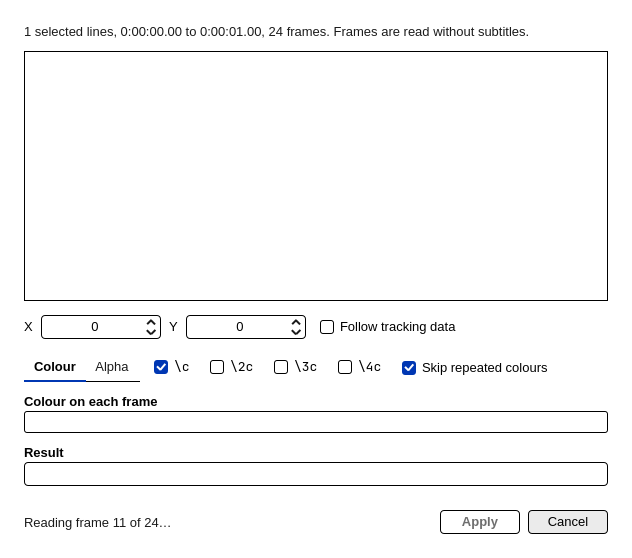 1 selected lines, 0:00:00.00 to 0:00:01.00, 24 frames. Frames are read without subtitles.
X 0 Y 0 Follow tracking data
Colour Alpha \c \2c \3c \4c Skip repeated colours
Colour on each frame
Result
Reading frame 11 of 24… Apply Cancel